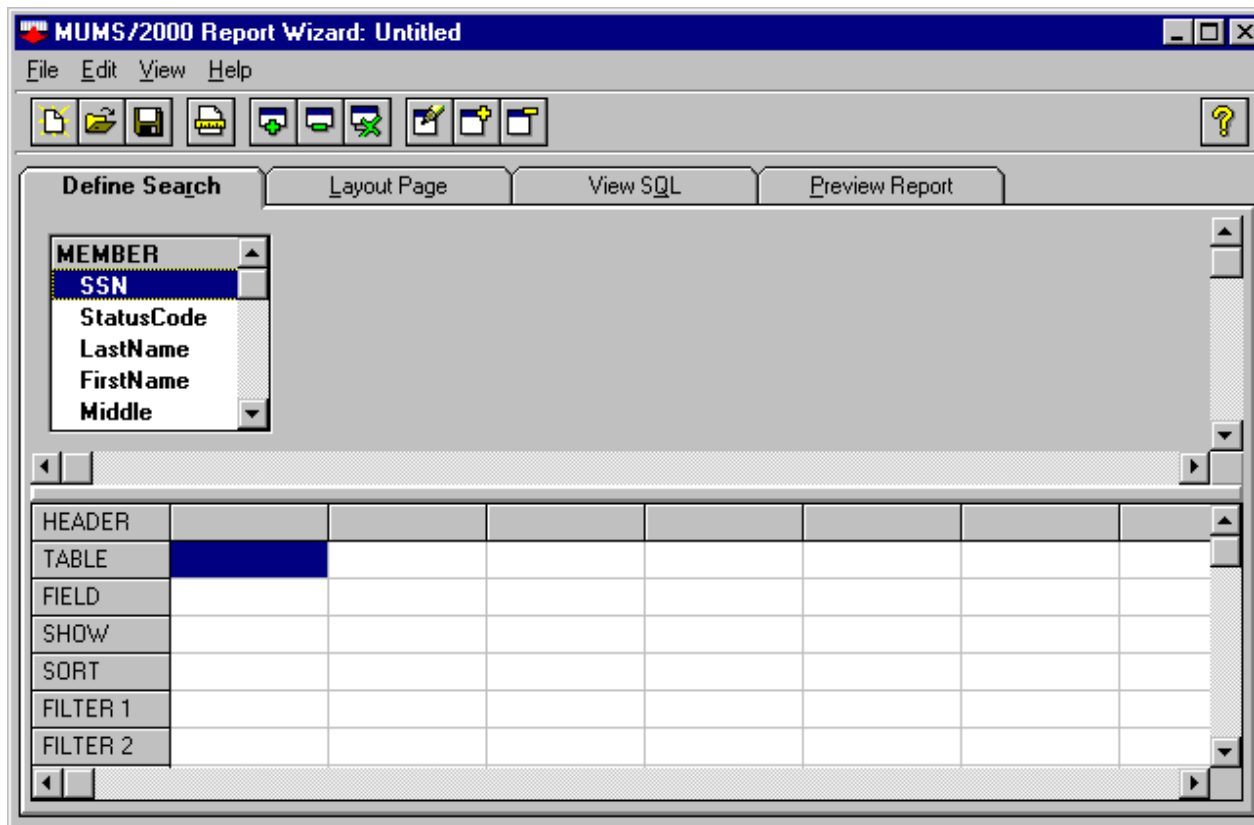 MUMS/2000 Report Wizard: Untitled
File Edit View Help
Define Search Layout Page View SQL Preview Report
MEMBER
SSN
StatusCode
LastName
FirstName
Middle
HEADER
TABLE
FIELD
SHOW
SORT
FILTER 1
FILTER 2